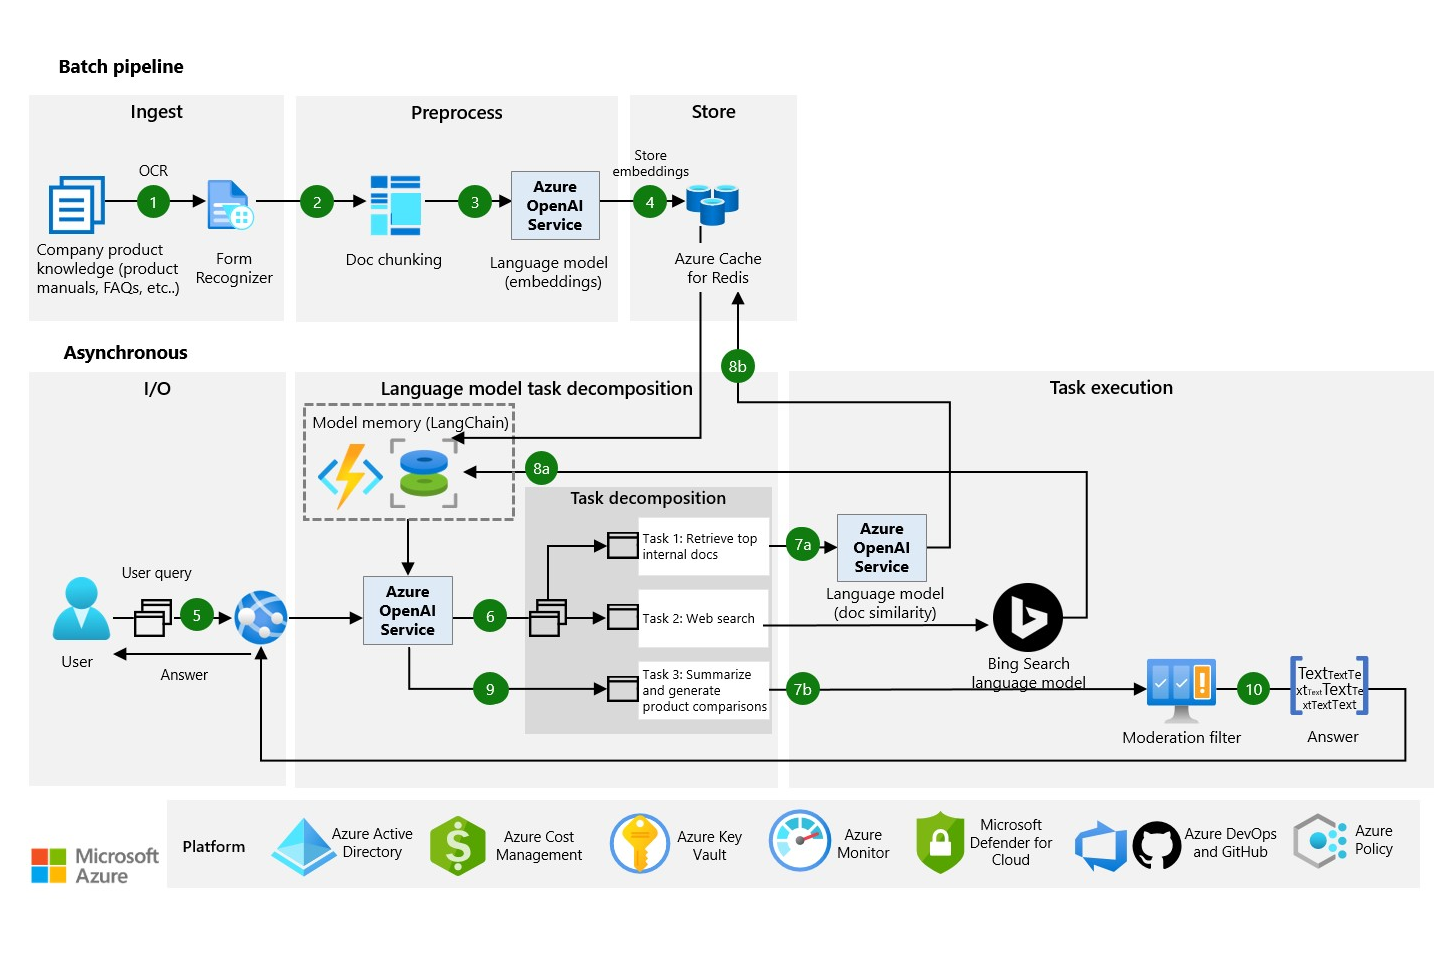 Batch pipeline
Ingest
Preprocess
Store
OCR
Store
embeddings
1
2
3
4
Azure
OpenAI
Service
Company product
knowledge (product
manuals, FAQs, etc..)
Form
Recognizer
Doc chunking
Language model
(embeddings)
Azure Cache
for Redis
Asynchronous
8b
I/O
Language model task decomposition
Task execution
Model memory (LangChain)
8a
Task decomposition
Task 1: Retrieve top
internal docs
7a
Azure
OpenAI
Service
Language model
(doc similarity)
User query
5
User
Answer
Azure
OpenAI
Service
6
Task 2: Web search
Bing Search
language model
9
Task 3: Summarize
and generate
product comparisons
7b
10
TextTextTe
xtTextTextTe
xtTextText
Moderation filter
Answer
Microsoft
Azure
Platform
Azure Active
Directory
Azure Cost
Management
Azure Key
Vault
Azure
Monitor
Microsoft
Defender for
Cloud
Azure DevOps
and GitHub
Azure
Policy